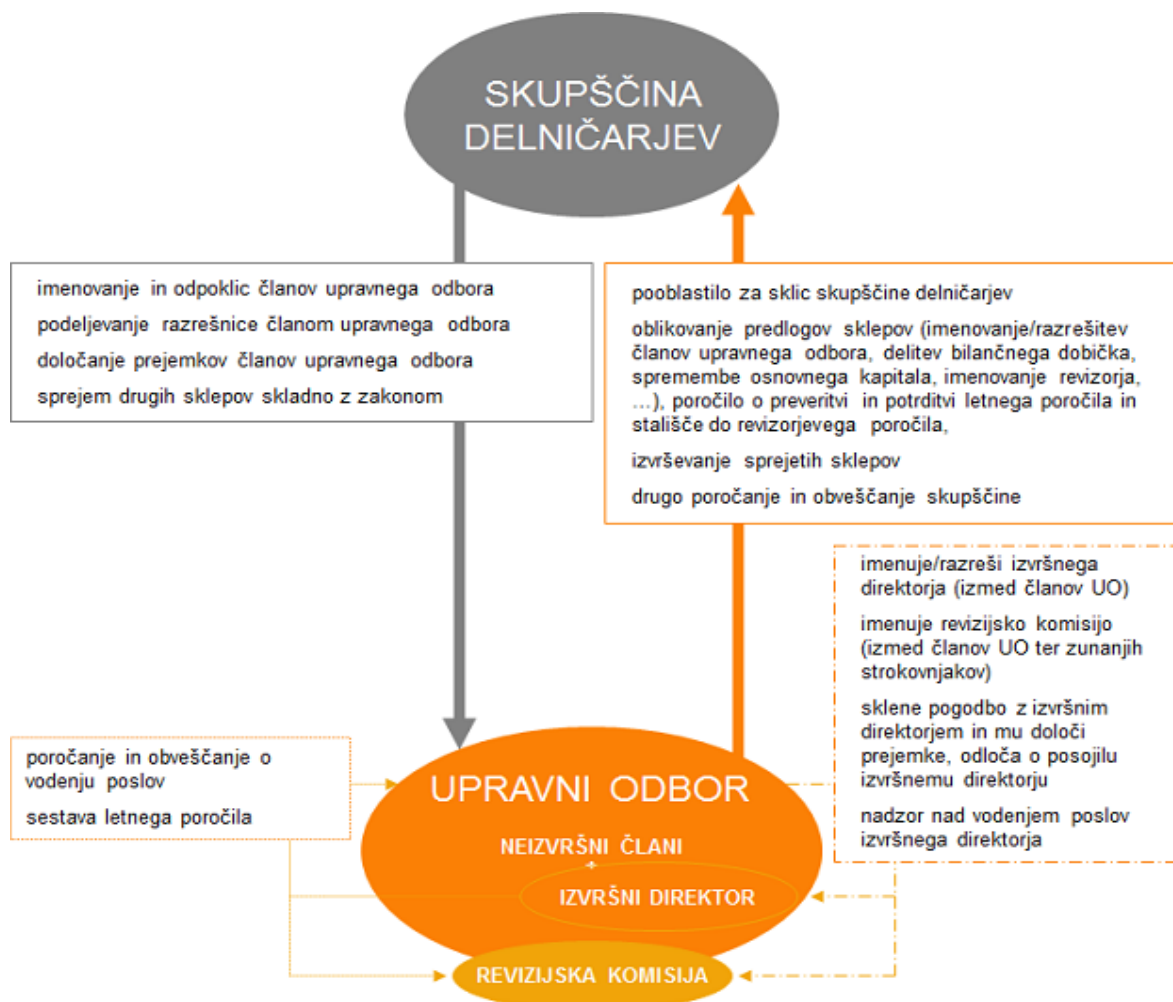 SKUPŠČINA
DELNIČARJEV
imenovanje in odpoklic članov upravnega odbora
podeljevanje razrešnice članom upravnega odbora
določanje prejemkov članov upravnega odbora
sprejem drugih sklepov skladno z zakonom
pooblastilo za sklic skupščine delničarjev
oblikovanje predlogov sklepov (imenovanje/razrešitev
članov upravnega odbora, delitev bilančnega dobička,
spremembe osnovnega kapitala, imenovanje revizorja,
...), poročilo o preveritvi in potrditvi letnega poročila in
stališče do revizorjevega poročila,
izvrševanje sprejetih sklepov
drugo poročanje in obveščanje skupščine
imenuje/razreši izvršnega
direktorja (izmed članov UO)
imenuje revizijsko komisijo
(izmed članov UO ter zunanjih
strokovnjakov)
sklene pogodbo z izvršnim
direktorjem in mu določi
prejemke, odloča o posojilu
izvršnemu direktorju
nadzor nad vodenjem poslov
izvršnega direktorja
poročanje in obveščanje o
vodenju poslov
sestava letnega poročila
UPRAVNI ODBOR
NEIZVRŠNI ČLANI
+
IZVRŠNI DIREKTOR
REVIZIJSKA KOMISIJA